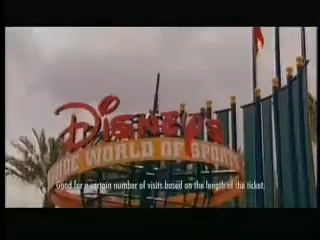 Disney's
WIDE WORLD OF SPORTS
Good for a certain number of visits based on the length of the ticket.